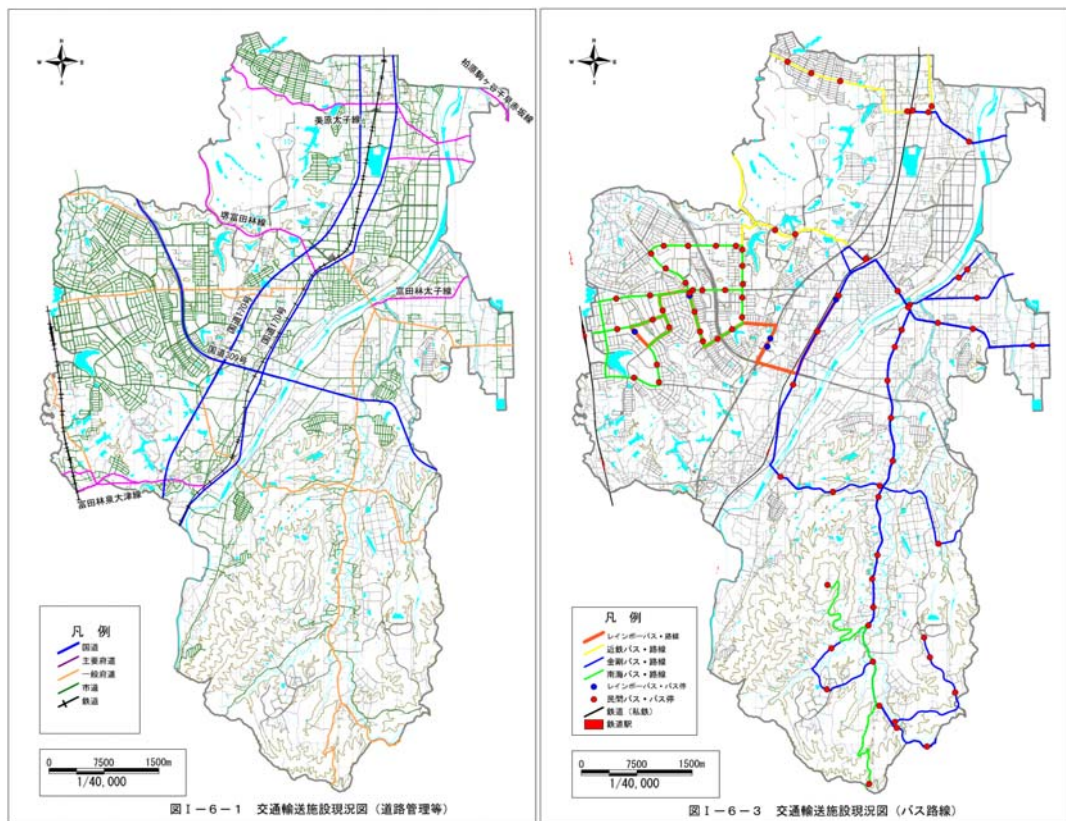 N
W E
S
柏原駒ヶ谷千早赤坂線
美原太子線
堺富田林線
富田林太子線
国道170号
国道170号
国道309号
富田林泉大津線
凡 例
国道
主要府道
一般府道
市道
鉄道
0 7500 1500m
1/40,000
図Ⅰ-6-1 交通輸送施設現況図(道路管理等)
N
W E
S
凡 例
レインボーバス・路線
近鉄バス・路線
金剛バス・路線
南海バス・路線
レインボーバス・バス停
民間バス・バス停
鉄道(私鉄)
鉄道駅
0 7500 1500m
1/40,000
図Ⅰ-6-3 交通輸送施設現況図(バス路線)